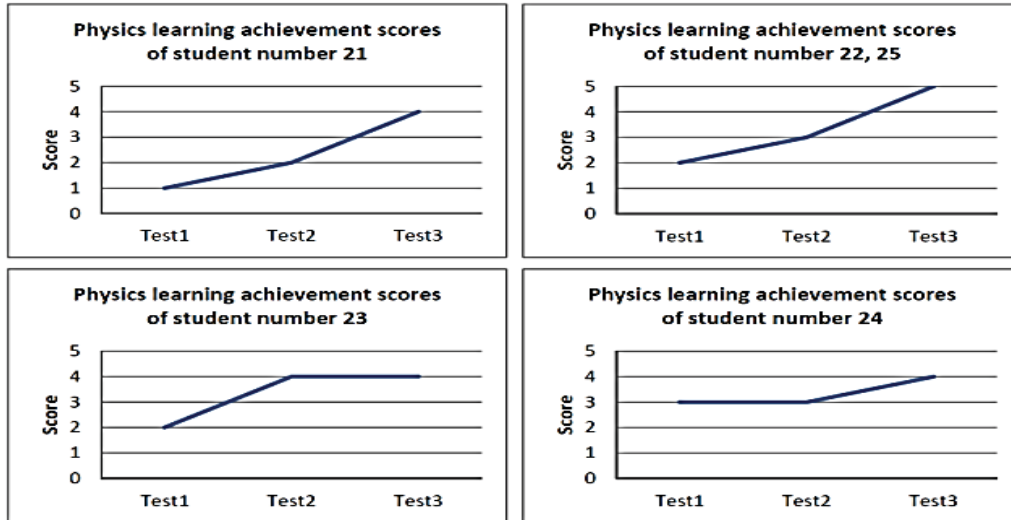 Physics learning achievement scores
of student number 21
5
4
3
2
1
0
Score
Test1 Test2 Test3
Physics learning achievement scores
of student number 22, 25
5
4
3
2
1
0
Score
Test1 Test2 Test3
Physics learning achievement scores
of student number 23
5
4
3
2
1
0
Score
Test1 Test2 Test3
Physics learning achievement scores
of student number 24
5
4
3
2
1
0
Score
Test1 Test2 Test3